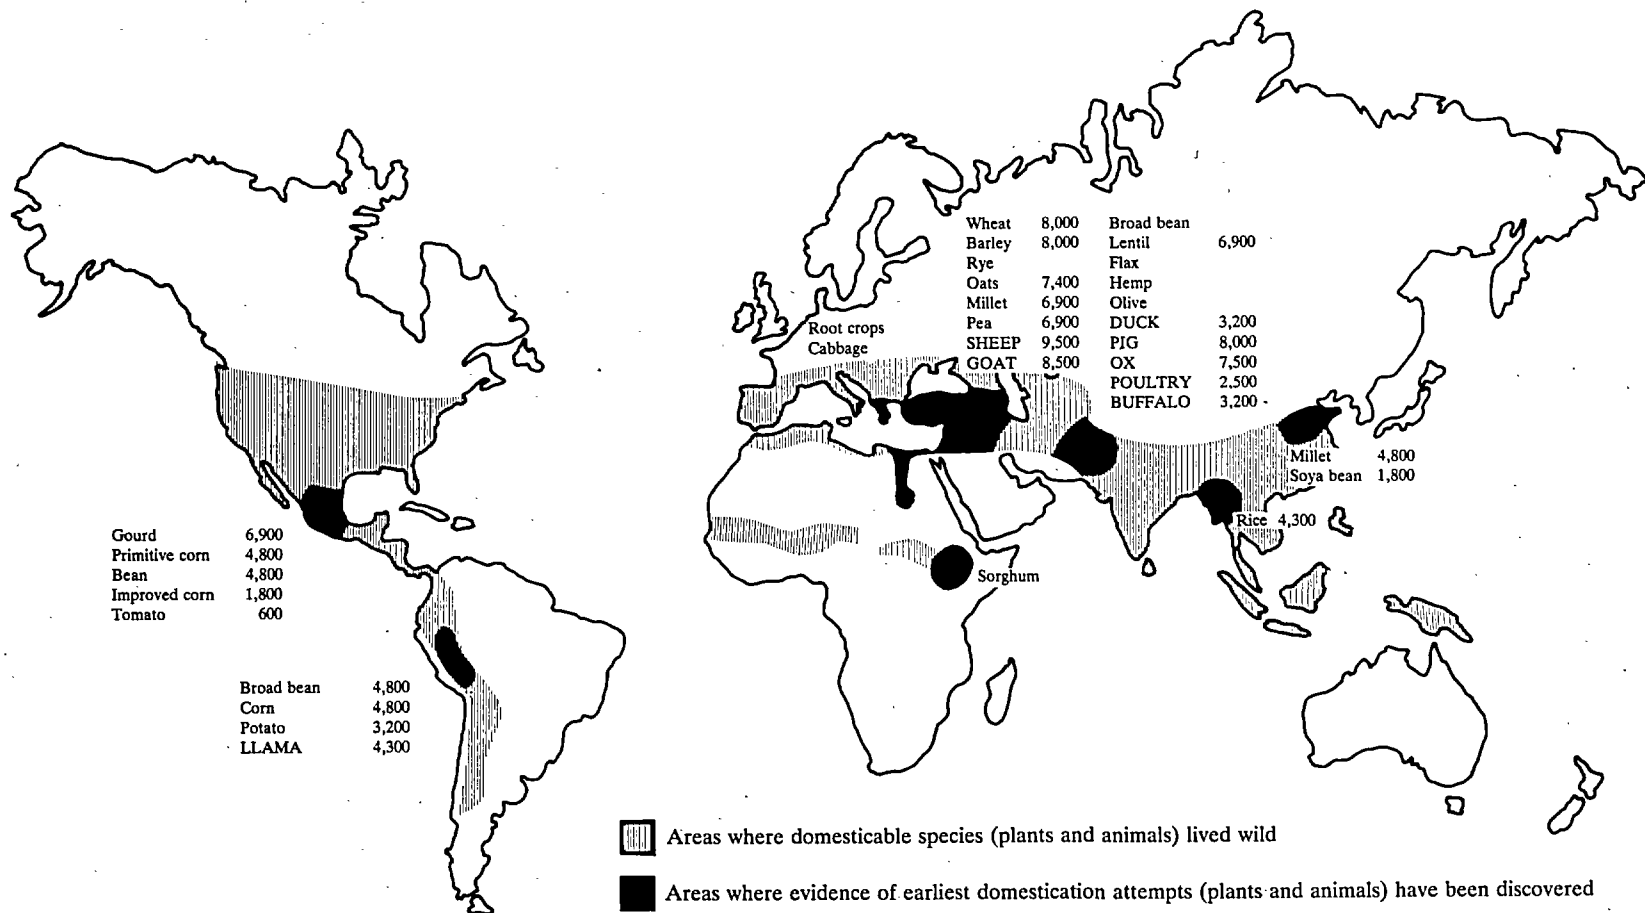 Wheat 8,000 Broad bean
Barley 8,000 Lentil 6,900
Rye Flax
Oats 7,400 Hemp
Millet 6,900 Olive
Pea 6,900 DUCK 3,200
SHEEP 9,500 PIG 8,000
GOAT 8,500 OX 7,500
POULTRY 2,500
BUFFALO 3,200
Root crops
Cabbage
Millet 4,800
Soya bean 1,800
Rice 4,300
Sorghum
Gourd 6,900
Primitive corn 4,800
Bean 4,800
Improved corn 1,800
Tomato 600
Broad bean 4,800
Corn 4,800
Potato 3,200
LLAMA 4,300
Areas where domesticable species (plants and animals) lived wild
Areas where evidence of earliest domestication attempts (plants and animals) have been discovered